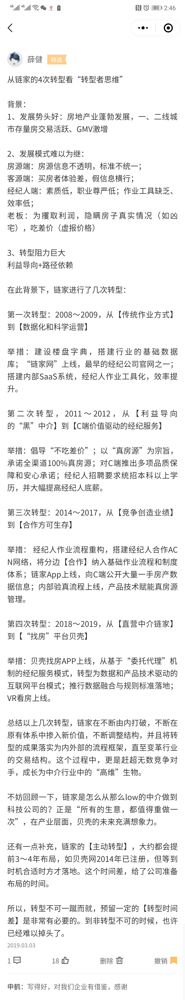 4G 4G 81 2:46
薛健 精选
从链家的4次转型看“转型者思维”
背景：
1、发展势头好：房地产业蓬勃发展，一、二线城
市存量房交易活跃、GMV激增
2、发展模式难以为继：
房源端：房源信息不透明，标准不统一；
客源端：买房者体验差，假信息横行；
经纪人端：素质低，职业尊严低；作业工具缺乏、
效率低；
老板：为攫取利润，隐瞒房子真实情况（如凶
宅），吃差价（虚报价格）
3、转型阻力巨大
利益导向+路径依赖
在此背景下，链家进行了几次转型：
第一次转型：2008～2009，从【传统作业方式】
到【数据化和科学运营】
举措：建设楼盘字典，搭建行业的基础数据
库；“链家网”上线，最早的经纪公司官网之一；
搭建内部SaaS系统，经纪人作业工具化，效率提
升。
第二次转型，2011～2012，从【利益导向
的“黑”中介】到【C端价值驱动的经纪服务】
举措：倡导“不吃差价”；以“真房源”为宗旨，
承诺全渠道100%真房源；对C端推出多项品质保
障和安心承诺；经纪人招聘要求统招本科以上学
历，并大幅提高经纪人底薪。
第三次转型：2014～2017，从【竞争创造业绩】
到【合作方可生存】
举措： 经纪人作业流程重构，搭建经纪人合作AC
N网络，将分边【合作】纳入基础作业流程和制度
体系；链家App上线，向C端公开大量一手房产数
据信息；内部验真流程上线，产品技术赋能真房源
管理。
第四次转型：2018～2019，从【直营中介链家】
到【“找房”平台贝壳】
举措：贝壳找房APP上线，从基于“委托代理”机
制的经纪服务模式，转型为数据和产品技术驱动的
互联网平台模式；推行数据融合与规则标准落地；
VR看房上线。
总结以上几次转型，链家在不断由内打破，不断在
原有体系中掺入新价值，不断调整结构，并且将转
型的成果落实为内外部的流程框架，直至变革行业
的交易结构。这个过程中，更是赶超无数竞争对
手，成长为中介行业中的“高维”生物。
不妨回顾一下，链家是怎么从那么low的中介做到
科技公司的？正是“所有的生意，都值得重做一
次”，在产业层面，贝壳的未来充满想象力。
还有一点补充，链家的【主动转型】，大约都会提
前3～4年布局，如贝壳网2014年已注册，但等到
时机合适时方才落地。这个时间差，给了公司准备
布局的时间。
所以，转型不可一蹴而就，预留一定的【转型时间
差】是非常有必要的。到非转型不可的时候，也许
已经难以掉头了。
2019.03.03
1 18 删除 撤销
申鹤：写得好，对我们企业有借鉴，感谢